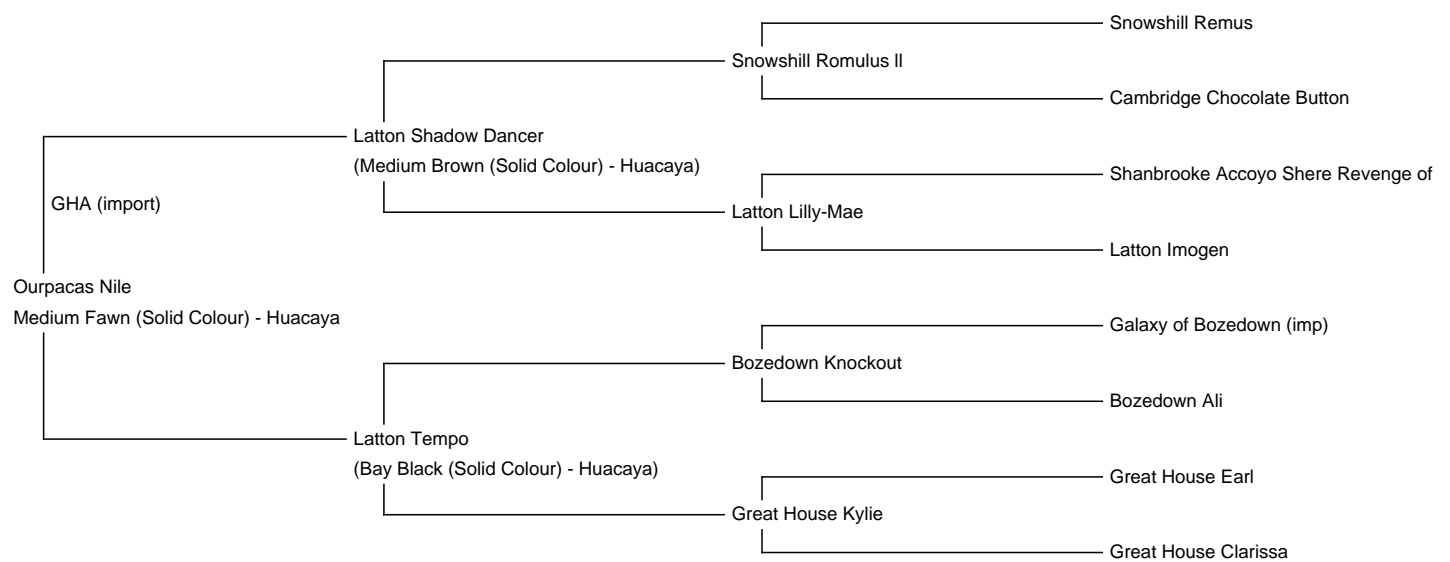 Snowshill Remus
Snowshill Romulus ll
Cambridge Chocolate Button
Latton Shadow Dancer
(Medium Brown (Solid Colour) - Huacaya)
Shanbrooke Accoyo Shere Revenge of
GHA (import)
Latton Lilly-Mae
Latton Imogen
Ourpacas Nile
Medium Fawn (Solid Colour) - Huacaya
Galaxy of Bozedown (imp)
Bozedown Knockout
Bozedown Ali
Latton Tempo
(Bay Black (Solid Colour) - Huacaya)
Great House Earl
Great House Kylie
Great House Clarissa